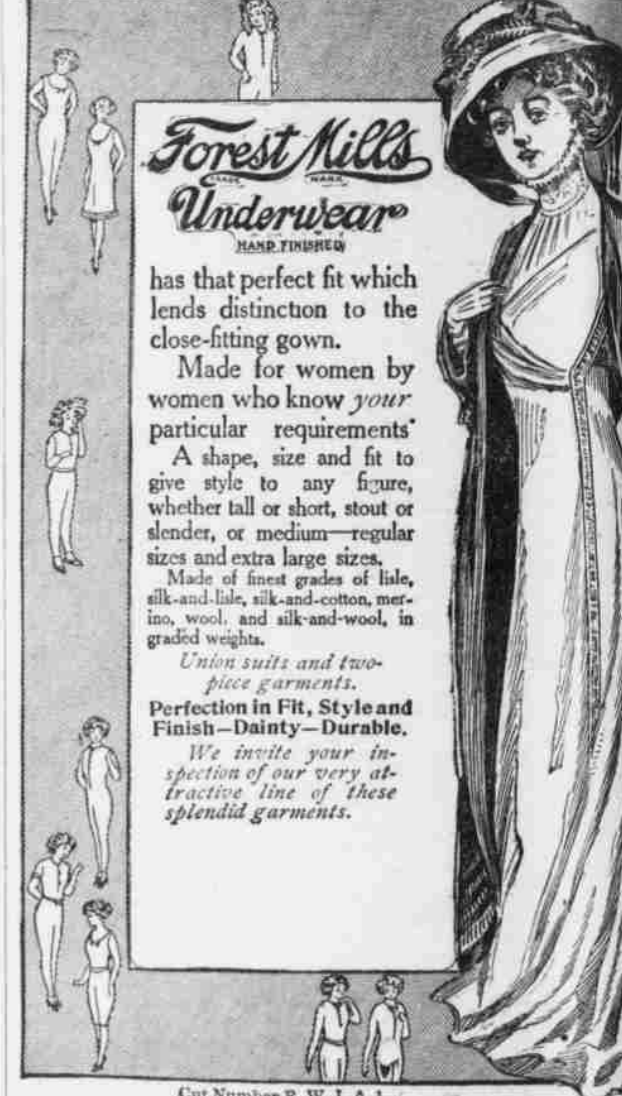 Forest Mills
TRADE MARK
Underwear
HAND FINISHED
has that perfect fit which
lends distinction to the
close-fitting gown.
Made for women by
women who know your
particular requirements
A shape, size and fit to
give style to any figure,
whether tall or short, stout or
slender, or medium—regular
sizes and extra large sizes.
Made of finest grades of lisle,
silk-and-lisle, silk-and-cotton, mer-
ino, wool, and silk-and-wool, in
graded weights.
Union suits and two-
piece garments.
Perfection in Fit, Style and
Finish—Dainty—Durable.
We invite your in-
spection of our very at-
tractive line of these
splendid garments.
Cut Number B. W. I. A. 1